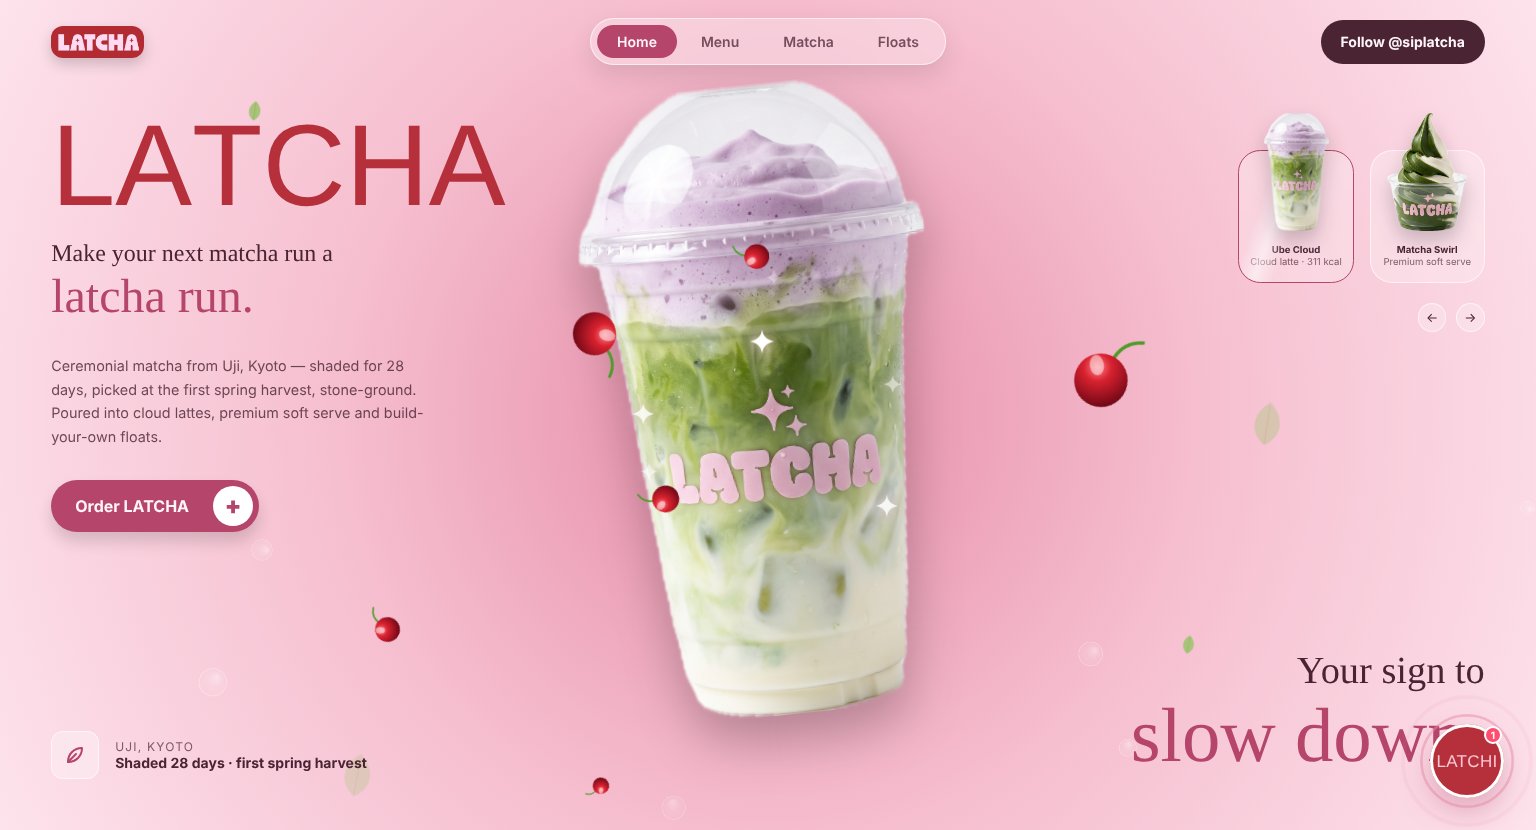 LATCHA
Home
Menu
Matcha
Floats
Follow @siplatcha
LATCHA
Make your next matcha run a
latcha run.
Ceremonial matcha from Uji, Kyoto — shaded for 28
days, picked at the first spring harvest, stone-ground.
Poured into cloud lattes, premium soft serve and build-
your-own floats.
Order LATCHA
LATCHA
LATCHA
Ube Cloud
Cloud latte · 311 kcal
LATCHA
Matcha Swirl
Premium soft serve
UJI, KYOTO
Shaded 28 days · first spring harvest
Your sign to
slow down
1
LATCHI